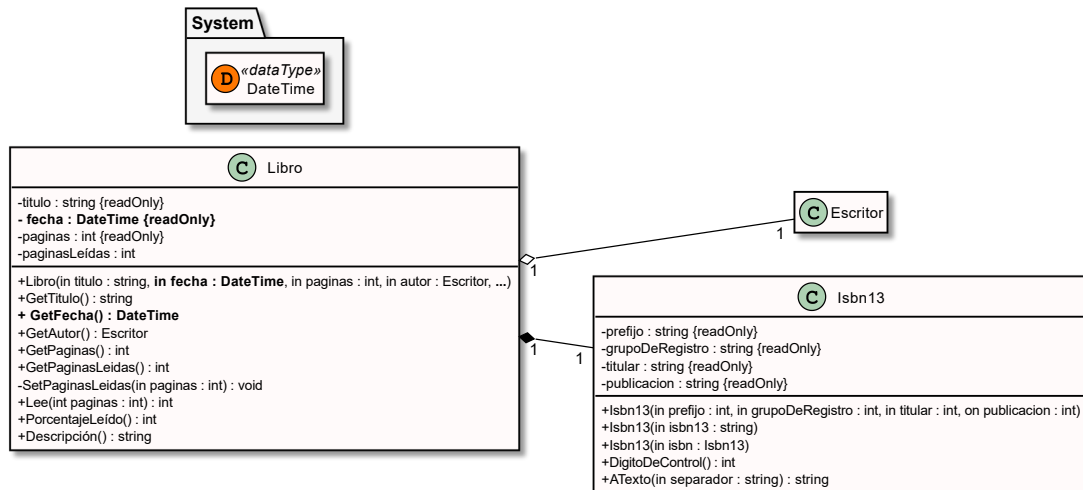 System
D
«dataType»
DateTime
C Libro
-titulo : string {readOnly}
- fecha : DateTime {readOnly}
-paginas : int {readOnly}
-paginasLeídas : int
+Libro(in titulo : string, in fecha : DateTime, in paginas : int, in autor : Escritor, ...)
+GetTitulo() : string
+ GetFecha() : DateTime
+GetAutor() : Escritor
+GetPaginas() : int
+GetPaginasLeidas() : int
-SetPaginasLeidas(in paginas : int) : void
+Lee(int paginas : int) : int
+PorcentajeLeído() : int
+Descripción() : string
1
1
C Escritor
1
1
C Isbn13
-prefijo : string {readOnly}
-grupoDeRegistro : string {readOnly}
-titular : string {readOnly}
-publicacion : string {readOnly}
+Isbn13(in prefijo : int, in grupoDeRegistro : int, in titular : int, on publicacion : int)
+Isbn13(in isbn13 : string)
+Isbn13(in isbn : Isbn13)
+DigitoDeControl() : int
+ATexto(in separador : string) : string